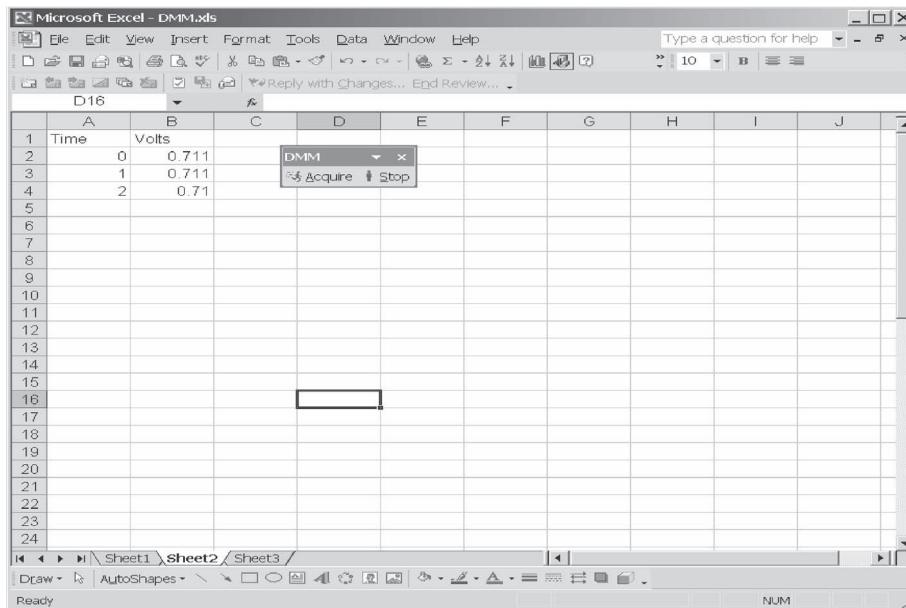 Microsoft Excel - DMM.xls
File Edit View Insert Format Tools Data Window Help Type a question for help
10 B
Reply with Changes... End Review...
D16 fx
A B C D E F G H I J
1 Time Volts
2 0 0.711
DMM
3 1 0.711
Acquire Stop
4 2 0.71
5
6
7
8
9
10
11
12
13
14
15
16
17
18
19
20
21
22
23
24
Sheet1 Sheet2 Sheet3
Draw AutoShapes
Ready NUM